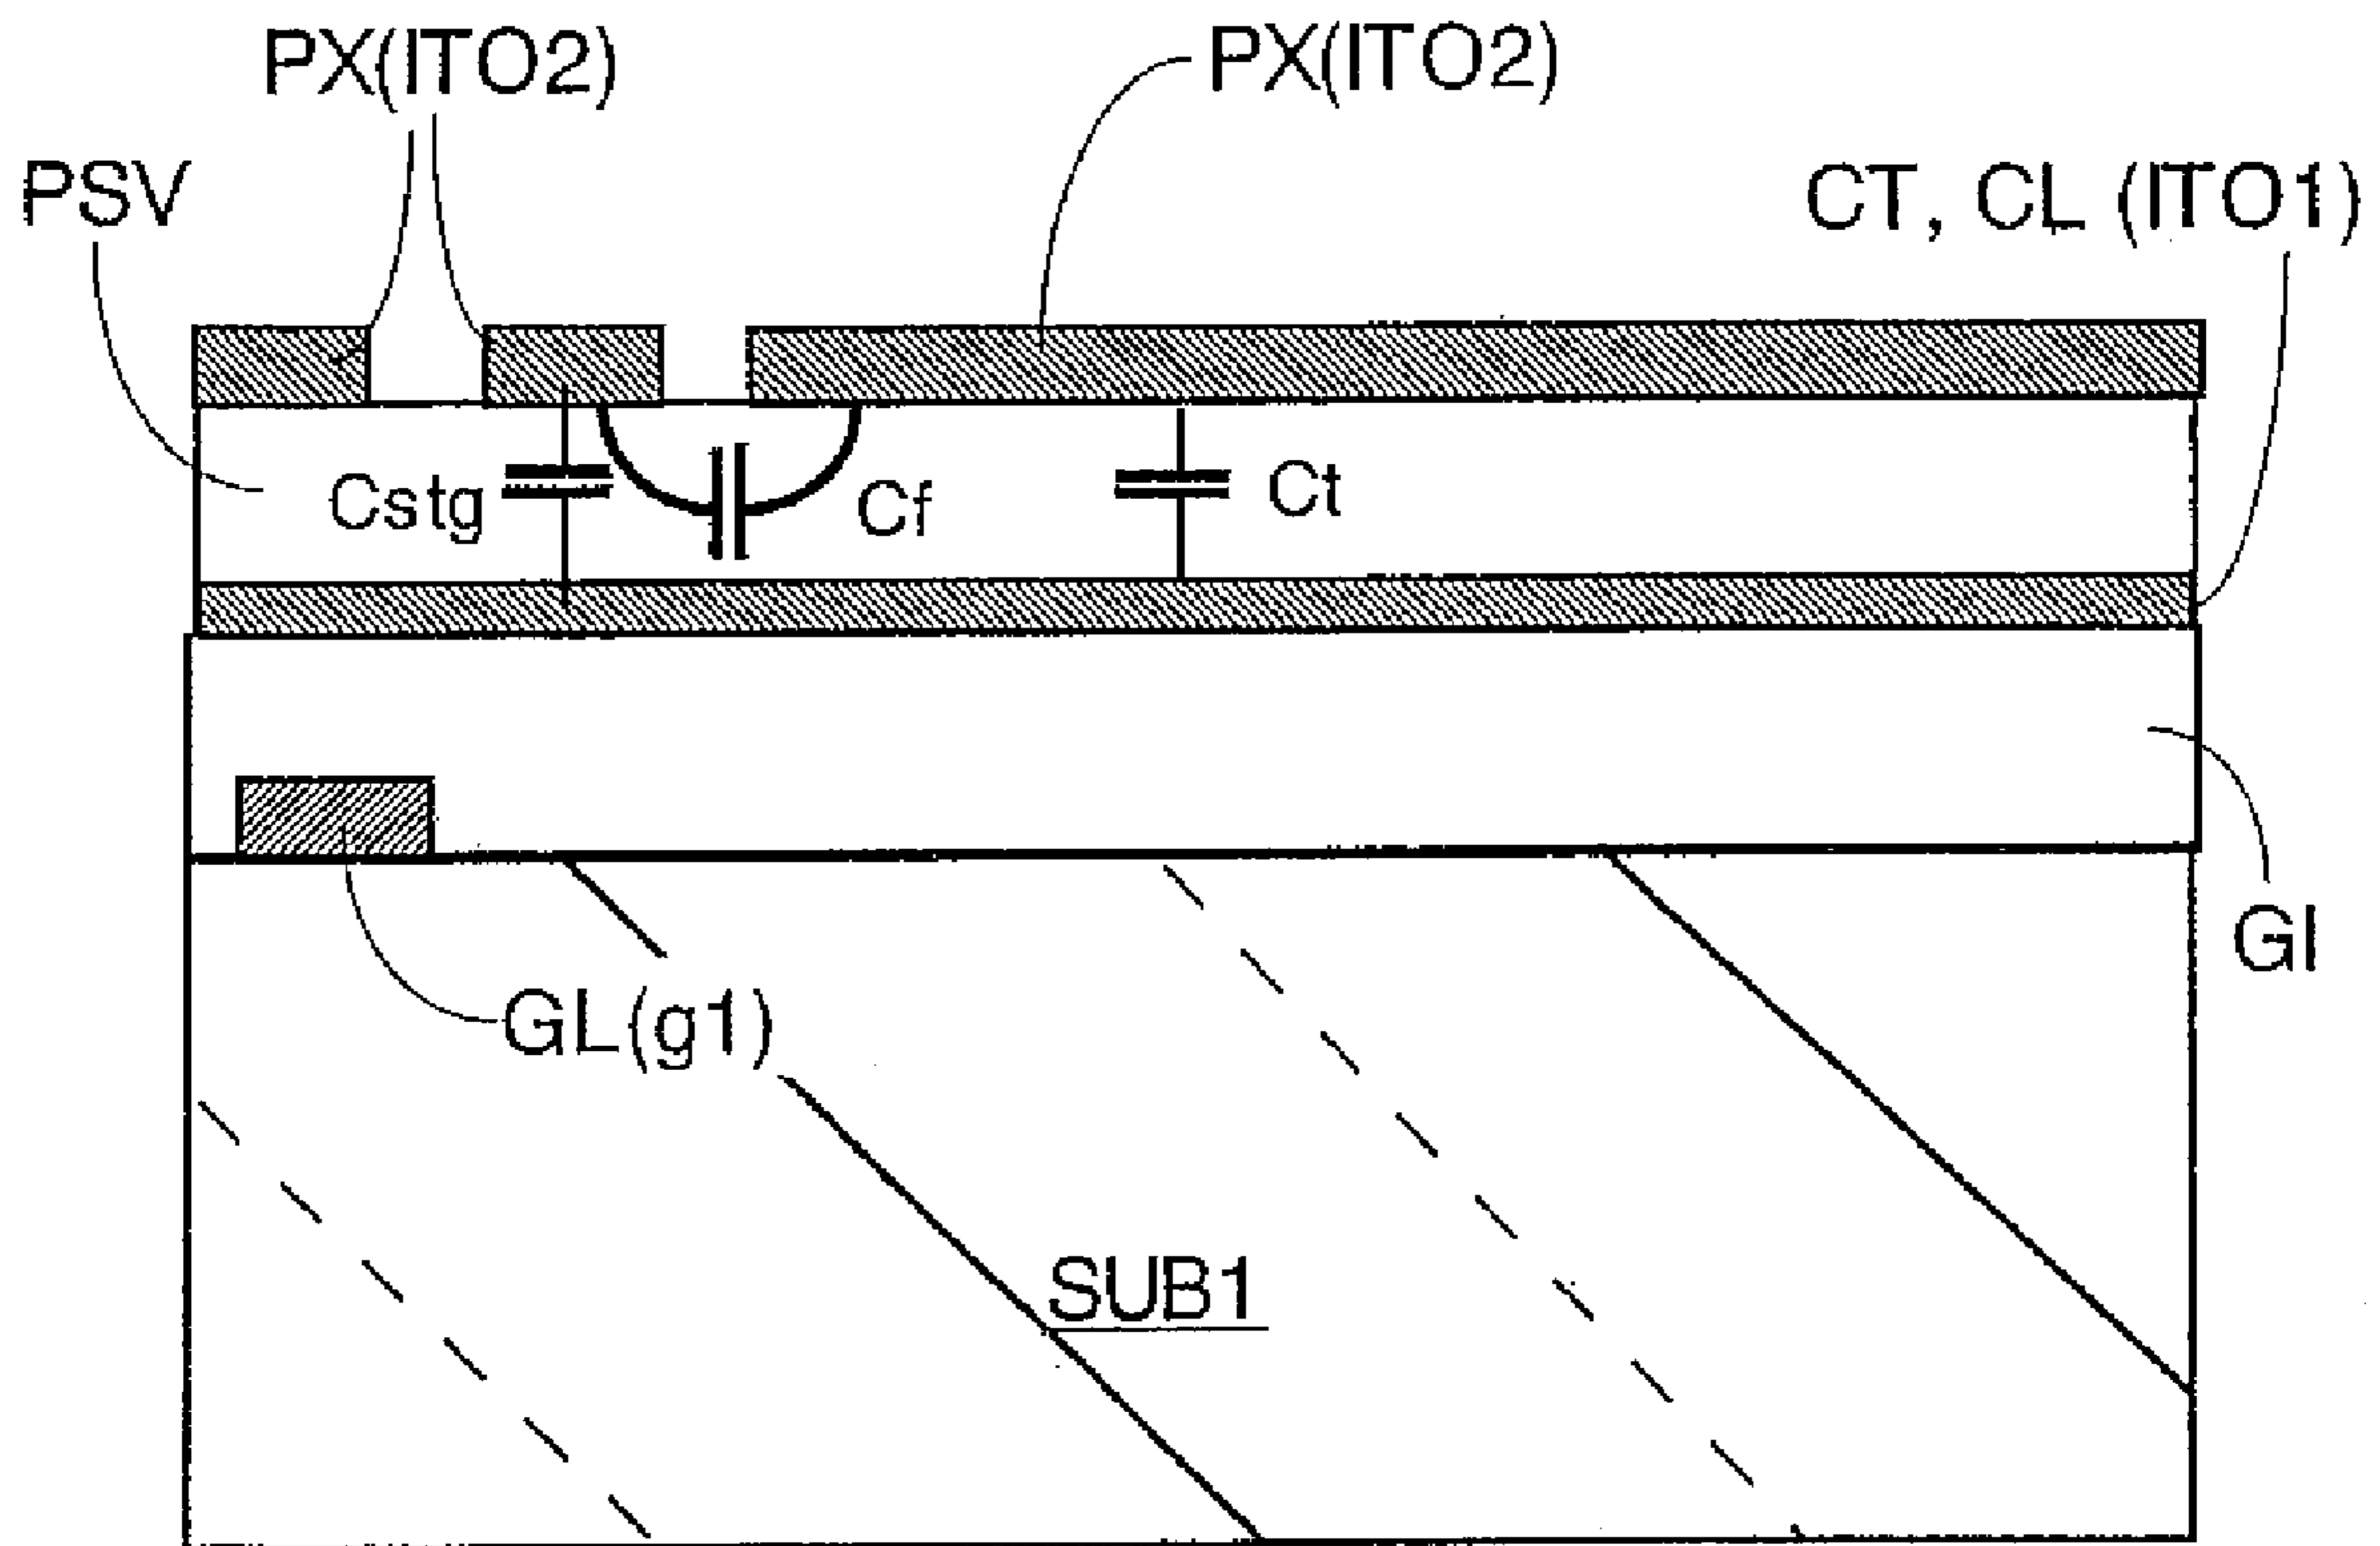 PX(ITO2)
PX(ITO2)
PSV
CT, CL (ITO1)
Cstg
Cf
Ct
GI
GL(g1)
SUB1